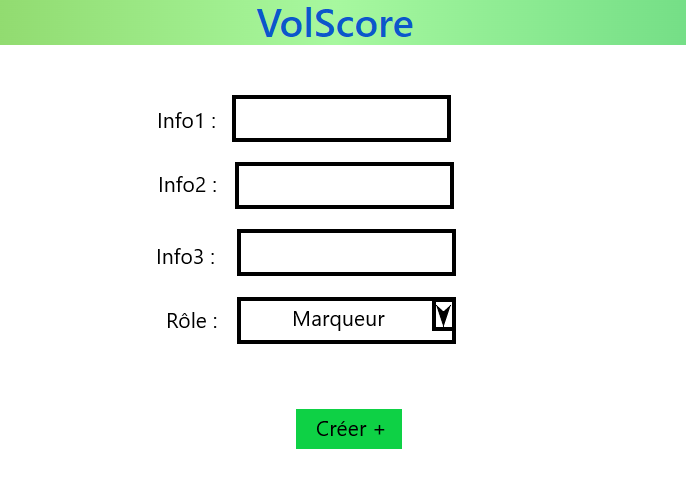 VolScore
Info1 :
Info2 :
Info3 :
Rôle : Marqueur
Créer +